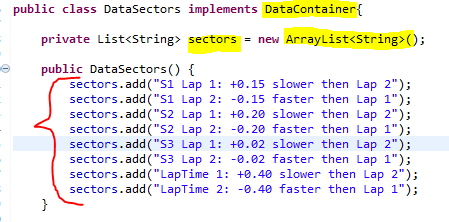 public class DataSectors implements DataContainer{
private List<String> sectors = new ArrayList<String>();
public DataSectors() {
sectors.add("S1 Lap 1: +0.15 slower then Lap 2");
sectors.add("S1 Lap 2: -0.15 faster then Lap 1");
sectors.add("S2 Lap 1: +0.20 slower then Lap 2");
sectors.add("S2 Lap 2: -0.20 faster then Lap 1");
sectors.add("S3 Lap 1: +0.02 slower then Lap 2");
sectors.add("S3 Lap 2: -0.02 faster then Lap 1");
sectors.add("LapTime 1: +0.40 slower then Lap 2");
sectors.add("LapTime 2: -0.40 faster then Lap 1");
}